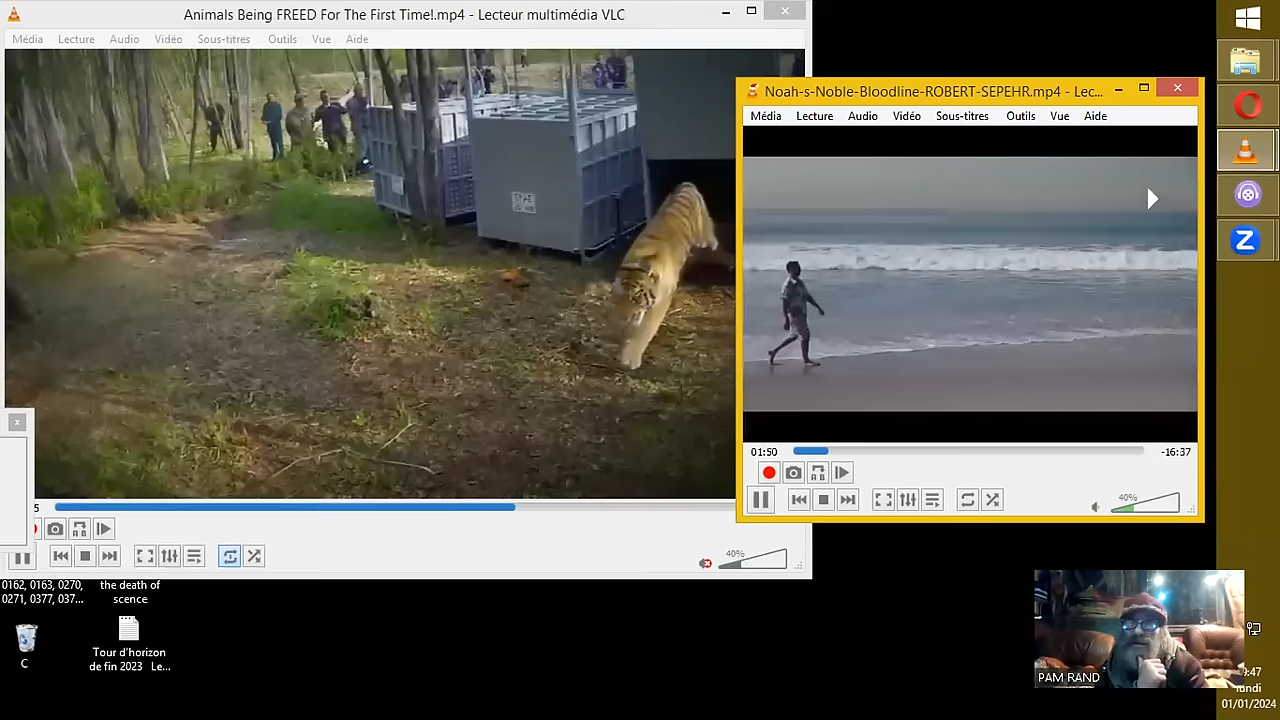 Animals Being FREED For The First Time!.mp4 - Lecteur multimédia VLC
Média Lecture Audio Vidéo Sous-titres Outils Vue Aide
Noah-s-Noble-Bloodline-ROBERT-SEPEHR.mp4 - Lec...
Média Lecture Audio Vidéo Sous-titres Outils Vue Aide
01:50
-16:37
A B
40%
5
A B
40%
0162, 0163, 0270,
0271, 0377, 037...
the death of
scence
C
Tour d'horizon
de fin 2023 Le...
PAM RAND
:47
lundi
01/01/2024